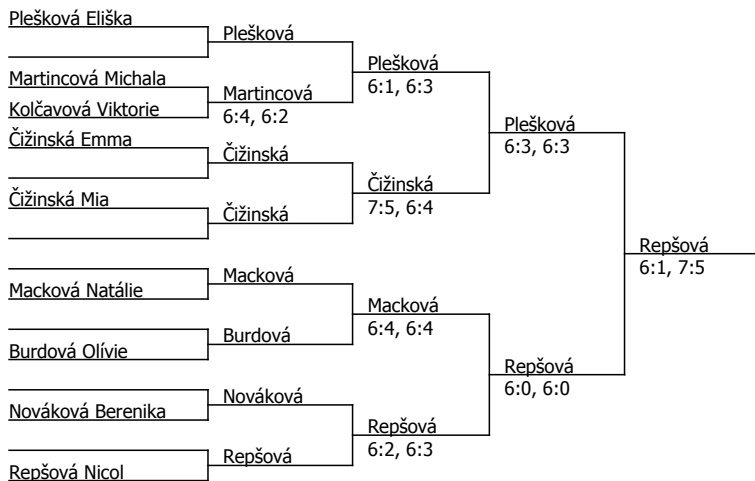 Plešková Eliška
Plešková
Plešková
6:1, 6:3
Martincová Michala
Martincová
6:4, 6:2
Kolčavová Viktorie
Plešková
6:3, 6:3
Čižinská Emma
Čižinská
Čižinská
7:5, 6:4
Čižinská Mia
Čižinská
Repšová
6:1, 7:5
Macková
Macková Natálie
Macková
6:4, 6:4
Burdová
Burdová Olívie
Repšová
6:0, 6:0
Nováková
Nováková Berenika
Repšová
6:2, 6:3
Repšová
Repšová Nicol